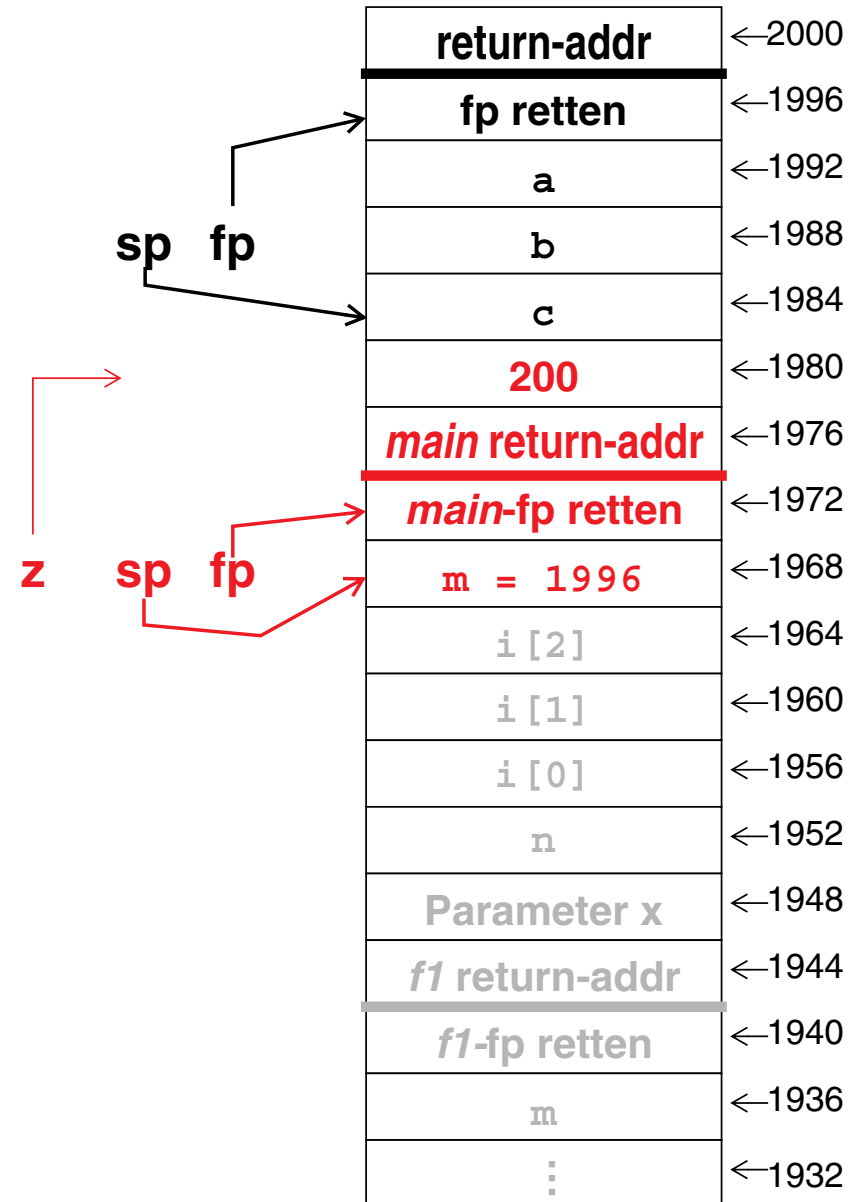 return-addr ←2000
fp retten ←1996
a ←1992
sp fp b ←1988
c ←1984
200 ←1980
main return-addr ←1976
main-fp retten ←1972
z sp fp m = 1996 ←1968
i[2] ←1964
i[1] ←1960
i[0] ←1956
n ←1952
Parameter x ←1948
f1 return-addr ←1944
f1-fp retten ←1940
m ←1936
⋮ ←1932